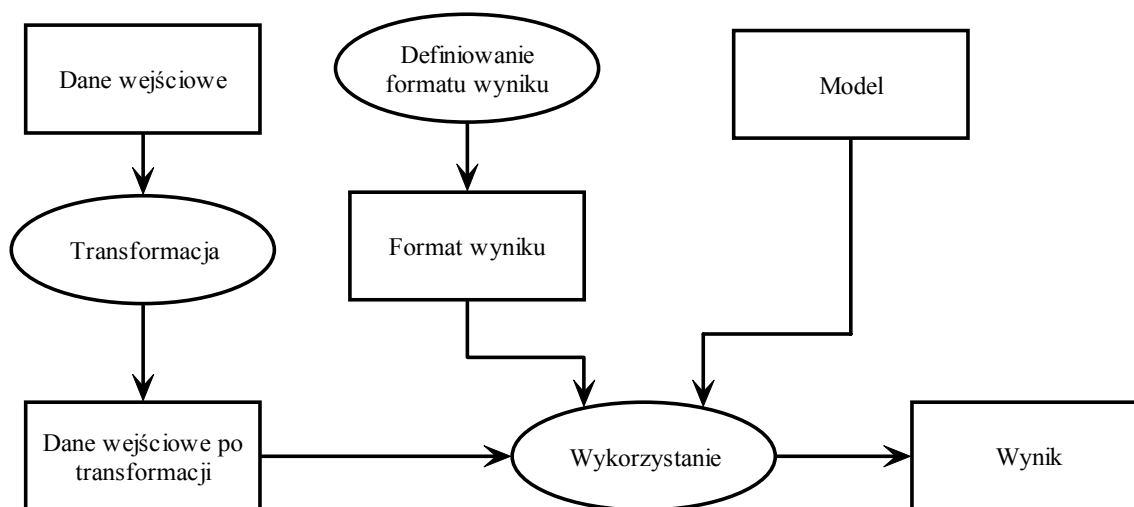 Dane wejściowe
Definiowanie
formatu wyniku
Model
Transformacja
Format wyniku
Dane wejściowe po
transformacji
Wykorzystanie
Wynik